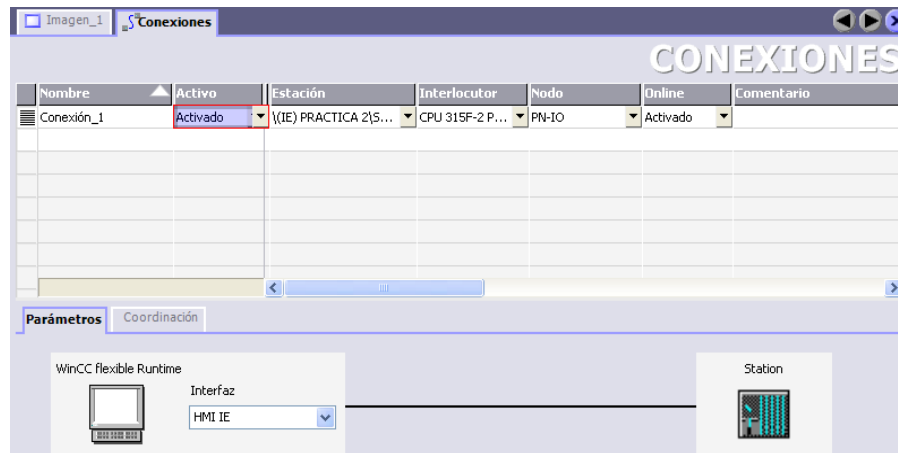 Imagen_1 Conexiones
CONEXIONES
Nombre Activo Estación Interlocutor Nodo Online Comentario
Conexión_1 Activado \(IE) PRACTICA 2\S... CPU 315F-2 P... PN-IO Activado
Parámetros Coordinación
WinCC flexible Runtime Station
Interfaz
HMI IE